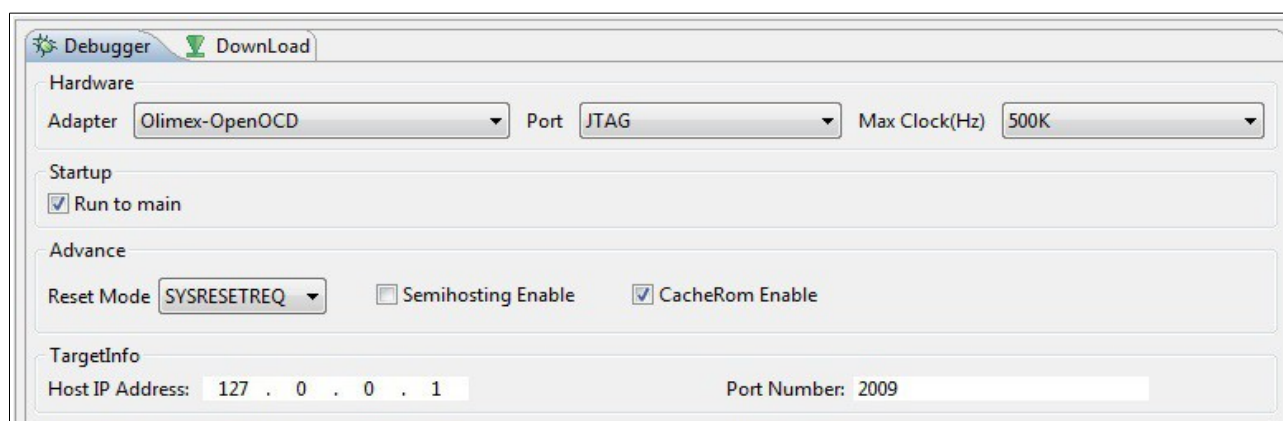 Debugger DownLoad
Hardware
Adapter Olimex-OpenOCD Port JTAG Max Clock(Hz) 500K
Startup
Run to main
Advance
Reset Mode SYSRESETREQ Semihosting Enable CacheRom Enable
TargetInfo
Host IP Address: 127 . 0 . 0 . 1 Port Number: 2009